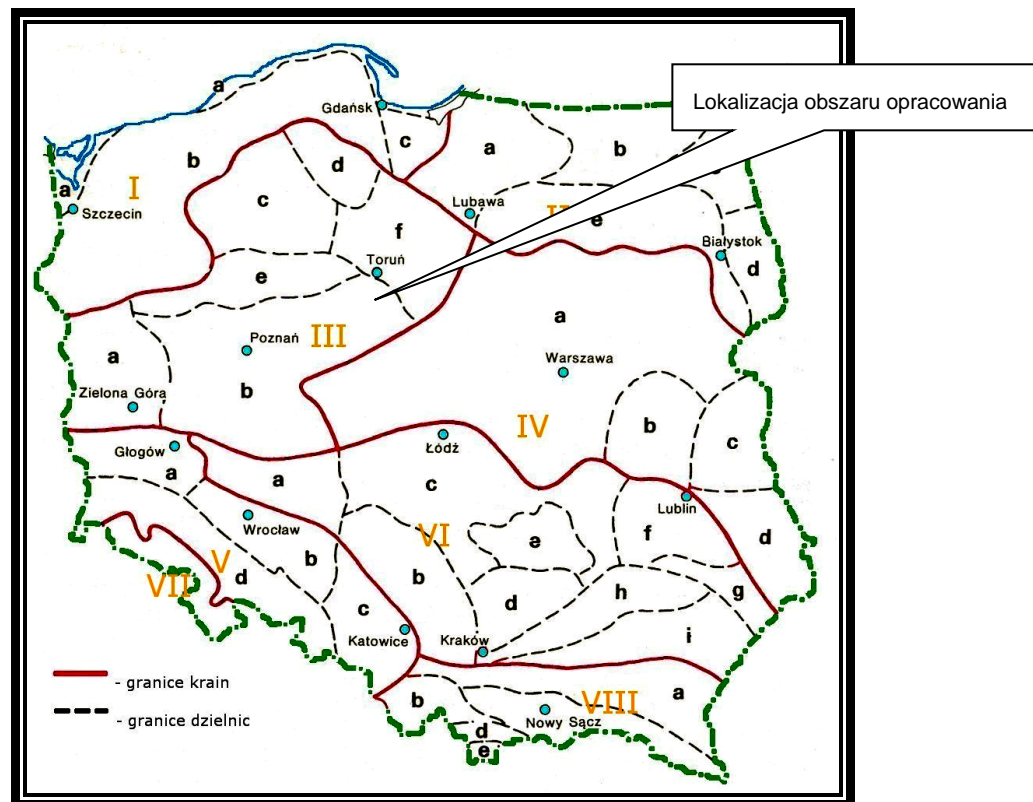 Lokalizacja obszaru opracowania
a
Gdańsk
c
a
b
b
d
a
I
c
Lubawa
Szczecin
f
e
Białystok
Toruń
e
d
a
III
Poznań
a
Warszawa
b
Zielona Góra
IV
b
c
Głogów
Łódź
a
a
c
Lublin
Wrocław
VI
f
d
V
b
b
VII
d
h
g
c
d
Katowice
Kraków
i
- granice krain
b
VIII
a
- granice dzielnic
Nowy Sącz
d
e